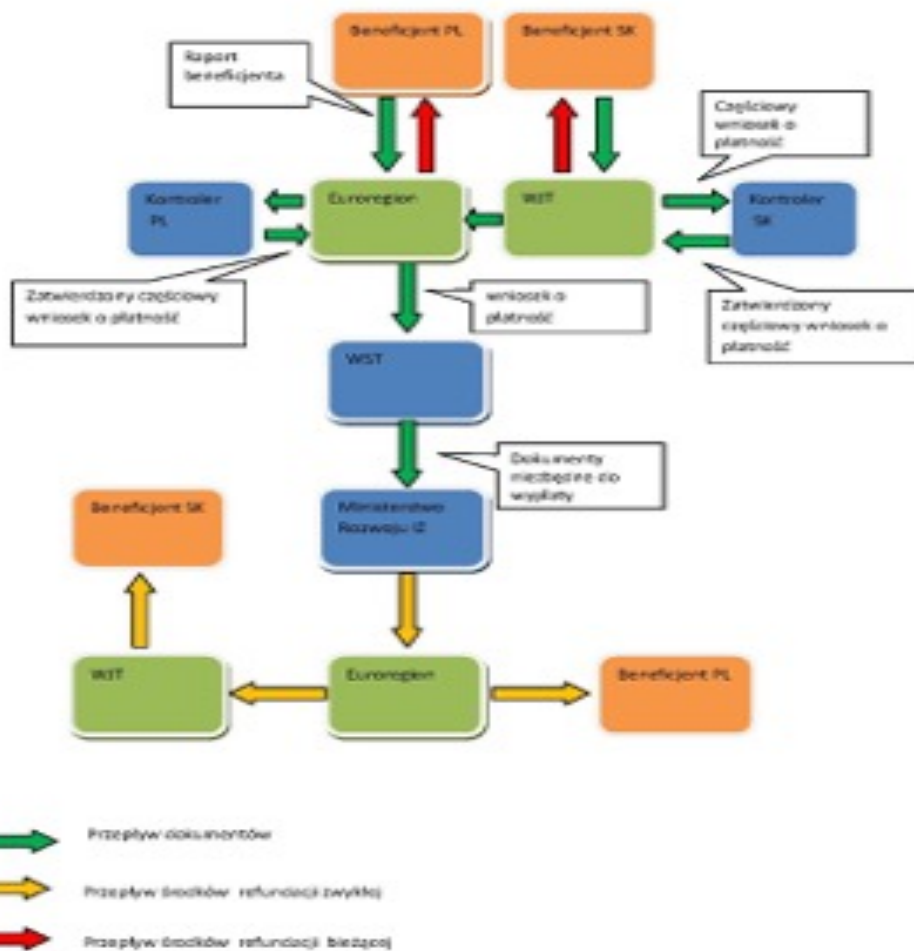 Beneficjent PL
Beneficjent SK
Raport
beneficjenta
Częściowy
wniosek o
płatność
Kontroler
PL
Euroregion
WJT
Kontroler
SK
Zatwierdzony częściowy
wniosek o płatność
wniosek o
płatność
Zatwierdzony
częściowy wniosek o
płatność
WST
Dokumenty
niezbędne do
wypłaty
Beneficjent SK
Ministerstwo
Rozwoju IZ
WJT
Euroregion
Beneficjent PL
Przepływ dokumentów
Przepływ środków refundacji zwykłej
Przepływ środków refundacji bieżącej